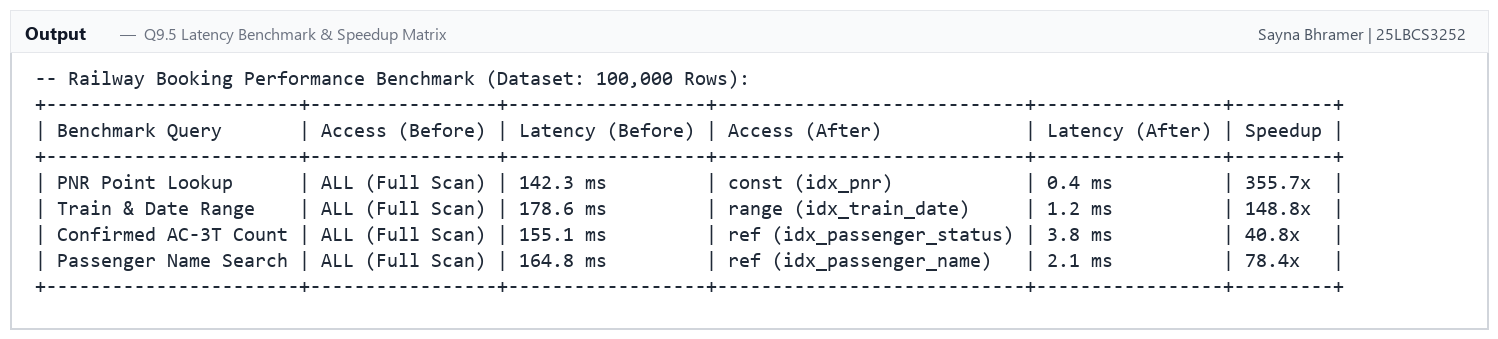 Output — Q9.5 Latency Benchmark & Speedup Matrix Sayna Bhramer | 25LBCS3252
-- Railway Booking Performance Benchmark (Dataset: 100,000 Rows):
+------------------------+-----------------+------------------+----------------------------+-----------------+---------+
| Benchmark Query        | Access (Before) | Latency (Before) | Access (After)             | Latency (After) | Speedup |
+------------------------+-----------------+------------------+----------------------------+-----------------+---------+
| PNR Point Lookup       | ALL (Full Scan) | 142.3 ms         | const (idx_pnr)            | 0.4 ms          | 355.7x  |
| Train & Date Range     | ALL (Full Scan) | 178.6 ms         | range (idx_train_date)     | 1.2 ms          | 148.8x  |
| Confirmed AC-3T Count  | ALL (Full Scan) | 155.1 ms         | ref (idx_passenger_status) | 3.8 ms          | 40.8x   |
| Passenger Name Search  | ALL (Full Scan) | 164.8 ms         | ref (idx_passenger_name)   | 2.1 ms          | 78.4x   |
+------------------------+-----------------+------------------+----------------------------+-----------------+---------+